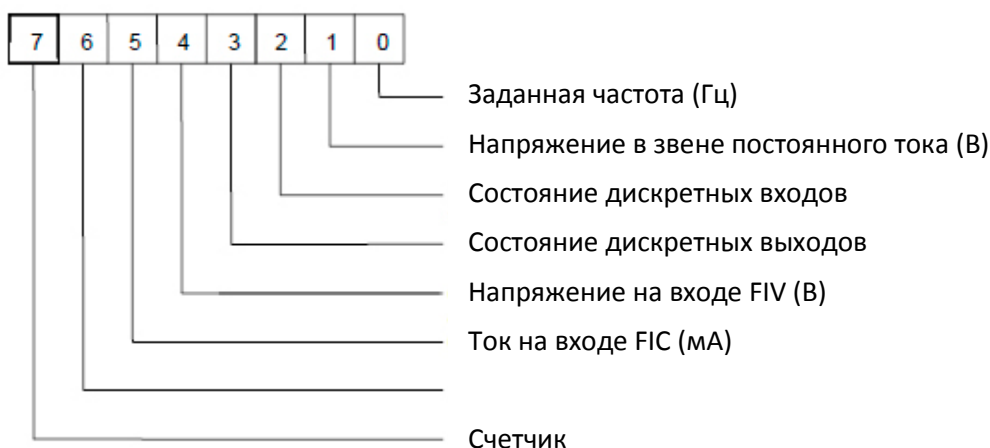 7 6 5 4 3 2 1 0
Заданная частота (Гц)
Напряжение в звене постоянного тока (В)
Состояние дискретных входов
Состояние дискретных выходов
Напряжение на входе FIV (В)
Ток на входе FIC (мА)
Счетчик